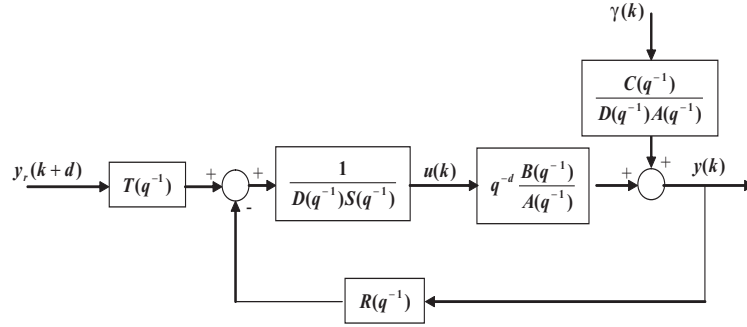 γ(k)
C(q⁻¹)
D(q⁻¹)A(q⁻¹)
y_r(k+d)
T(q⁻¹)
+
+
-
1
D(q⁻¹)S(q⁻¹)
u(k)
q⁻ᵈ B(q⁻¹)
A(q⁻¹)
+
+
y(k)
R(q⁻¹)